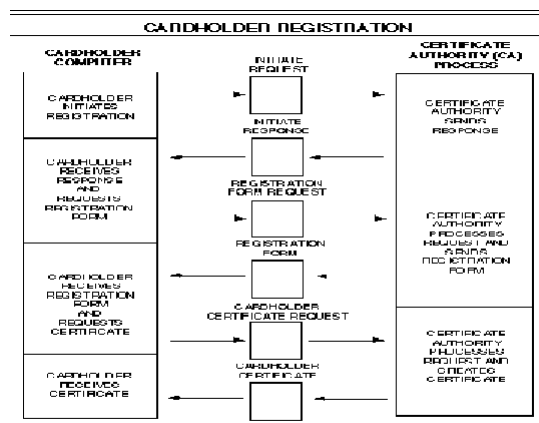 CARDHOLDER REGISTRATION
CARDHOLDER
COMPUTER
INITIATE
REQUEST
CERTIFICATE
AUTHORITY (CA)
PROCESS
CARDHOLDER
INITIATES
REGISTRATION
CERTIFICATE
AUTHORITY
SENDS
RESPONSE
INITIATE
RESPONSE
CARDHOLDER
RECEIVES
RESPONSE
AND
REQUESTS
REGISTRATION
FORM
REGISTRATION
FORM REQUEST
CERTIFICATE
AUTHORITY
PROCESSES
REQUEST AND
SENDS
REGISTRATION
FORM
REGISTRATION
FORM
CARDHOLDER
RECEIVES
REGISTRATION
FORM
AND
REQUESTS
CERTIFICATE
CARDHOLDER
CERTIFICATE REQUEST
CERTIFICATE
AUTHORITY
PROCESSES
REQUEST AND
CREATES
CERTIFICATE
CARDHOLDER
CERTIFICATE
CARDHOLDER
RECEIVES
CERTIFICATE